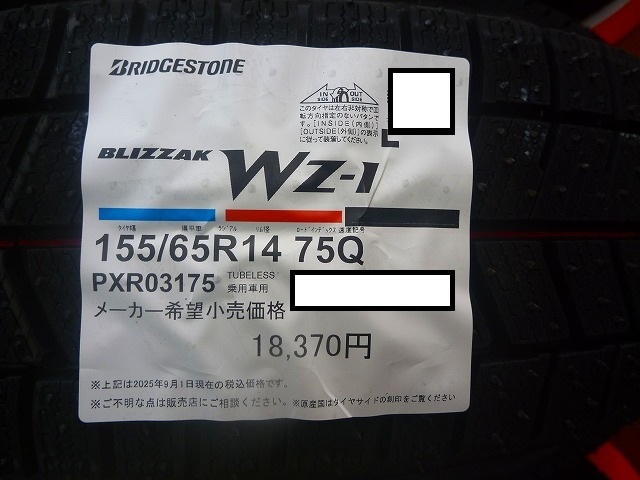 BRIDGESTONE
IN SIDE OUT SIDE
このタイヤは左右非対称で回
転方向指定のないパタンで
す。[INSIDE(内側)]
[OUTSIDE(外側)]の表示
に従って装着してください。
BLIZZAK WZ-1
タイヤ幅 偏平率 ラジアル リム径 ロードインデックス 速度記号
155/65R14 75Q
PXR03175 TUBELESS
乗用車用
メーカー希望小売価格
18,370円
※上記は2025年9月1日現在の税込価格です。
※ご不明な点は販売店にご相談ください。※原産国はタイヤサイドの刻印をご覧ください